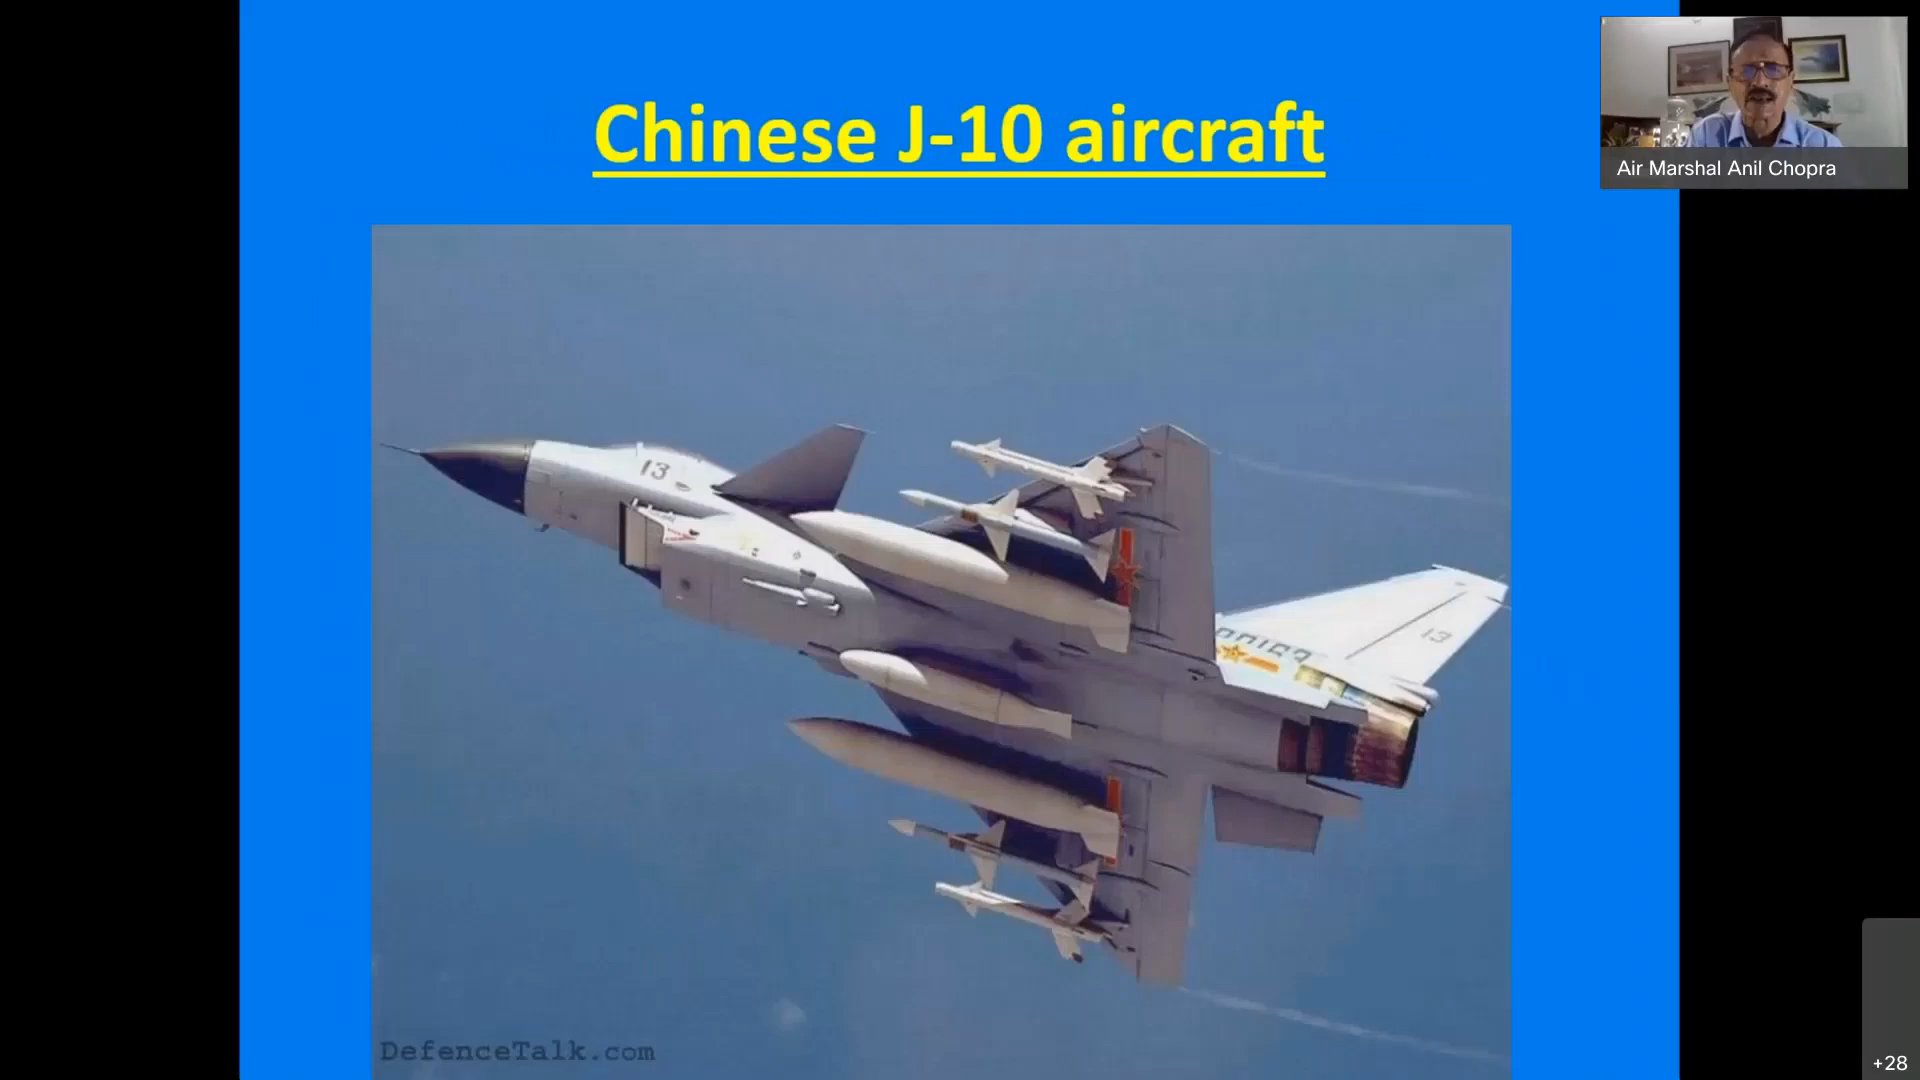 Chinese J-10 aircraft
Air Marshal Anil Chopra
13
13
DefenceTalk.com
+28